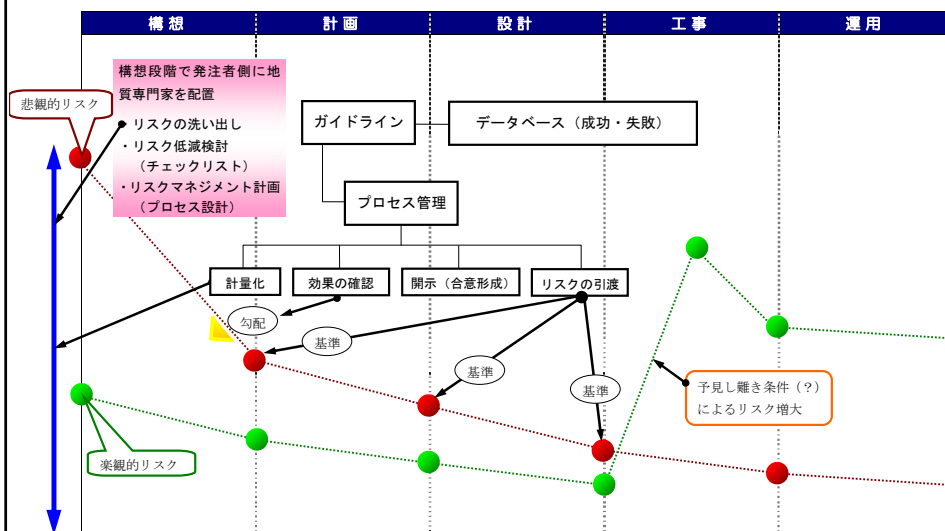 構想
計画
設計
工事
運用
構想段階で発注者側に地
質専門家を配置
・リスクの洗い出し
・リスク低減検討
（チェックリスト）
・リスクマネジメント計画
（プロセス設計）
悲観的リスク
ガイドライン
データベース（成功・失敗）
プロセス管理
計量化
効果の確認
開示（合意形成）
リスクの引渡
勾配
基準
基準
基準
予見し難き条件（？）
によるリスク増大
楽観的リスク